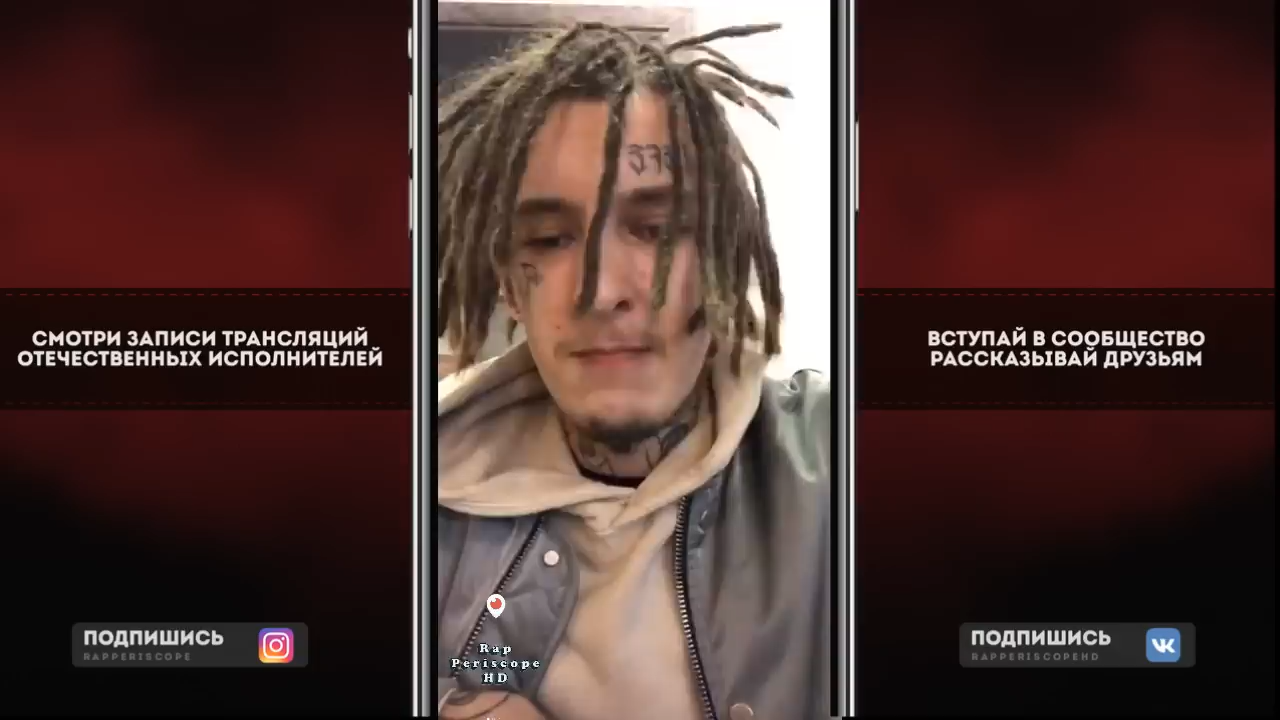 СМОТРИ ЗАПИСИ ТРАНСЛЯЦИЙ
ОТЕЧЕСТВЕННЫХ ИСПОЛНИТЕЛЕЙ
ВСТУПАЙ В СООБЩЕСТВО
РАССКАЗЫВАЙ ДРУЗЬЯМ
ПОДПИШИСЬ
RAPPERISCOPE
Rap
Periscope
HD
ПОДПИШИСЬ
RAPPERISCOPEHD